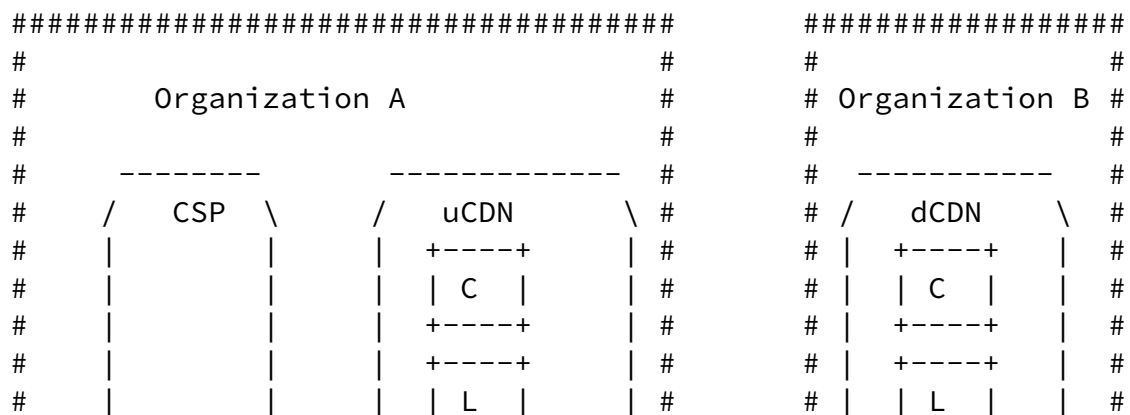 #####################################       ##################
#                                   #       #                #
#       Organization A              #       # Organization B #
#                                   #       #                #
#     --------       -------------  #       #  -----------   #
#    /   CSP  \     /   uCDN      \ #       # /   dCDN    \  #
#    |        |     |  +----+     | #       # |  +----+   |  #
#    |        |     |  | C  |     | #       # |  | C  |   |  #
#    |        |     |  +----+     | #       # |  +----+   |  #
#    |        |     |  +----+     | #       # |  +----+   |  #
#    |        |     |  | L  |     | #       # |  | L  |   |  #